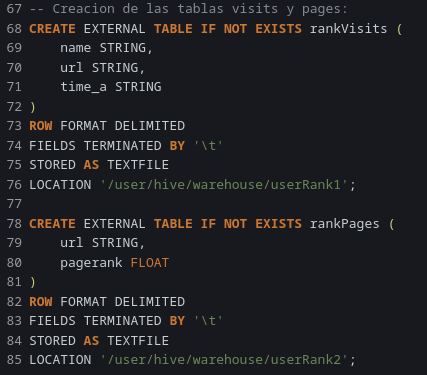 67 -- Creacion de las tablas visits y pages:
68 CREATE EXTERNAL TABLE IF NOT EXISTS rankVisits (
69     name STRING,
70     url STRING,
71     time_a STRING
72 )
73 ROW FORMAT DELIMITED
74 FIELDS TERMINATED BY '\t'
75 STORED AS TEXTFILE
76 LOCATION '/user/hive/warehouse/userRank1';
77
78 CREATE EXTERNAL TABLE IF NOT EXISTS rankPages (
79     url STRING,
80     pagerank FLOAT
81 )
82 ROW FORMAT DELIMITED
83 FIELDS TERMINATED BY '\t'
84 STORED AS TEXTFILE
85 LOCATION '/user/hive/warehouse/userRank2';